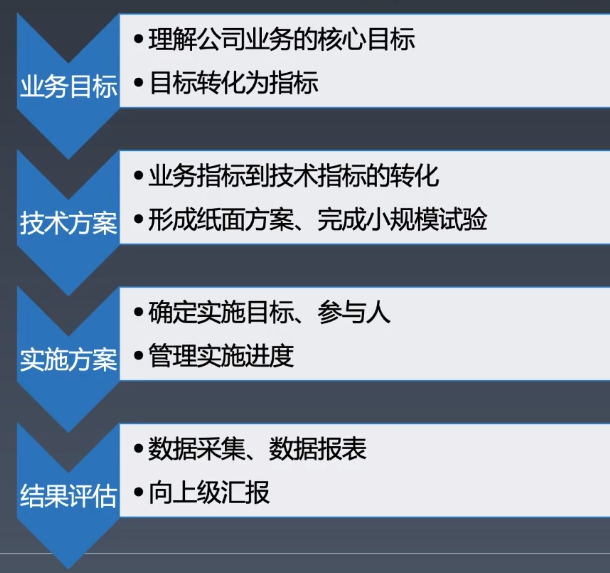 业务目标
• 理解公司业务的核心目标
• 目标转化为指标
技术方案
• 业务指标到技术指标的转化
• 形成纸面方案、完成小规模试验
实施方案
• 确定实施目标、参与人
• 管理实施进度
结果评估
• 数据采集、数据报表
• 向上级汇报